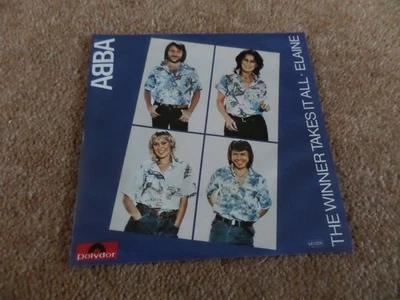 ABBA
THE WINNER TAKES IT ALL · ELAINE
Polydor